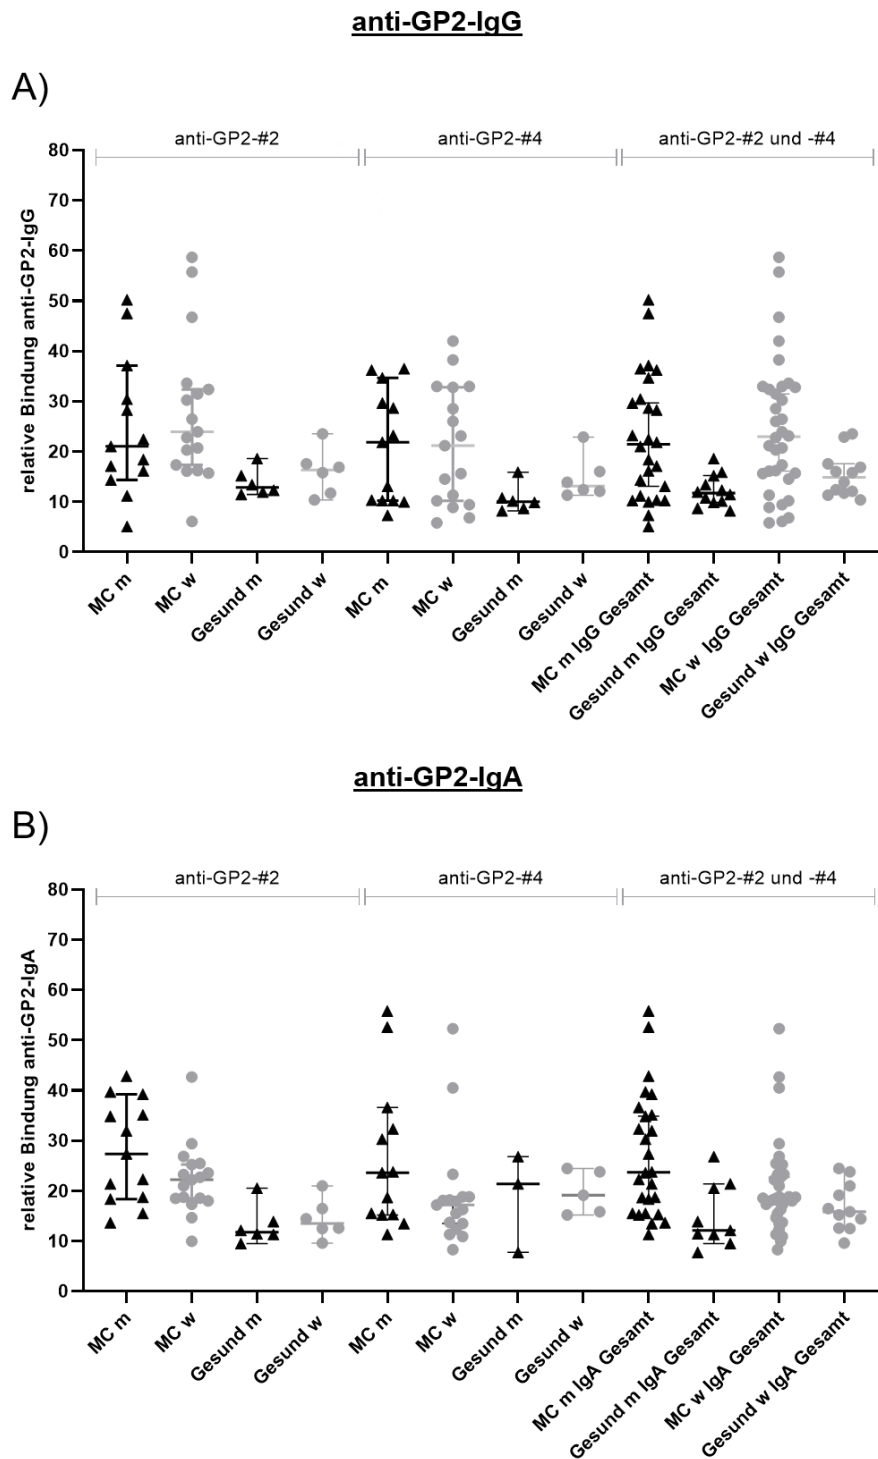 anti-GP2-IgG
A)
anti-GP2-#2 anti-GP2-#4 anti-GP2-#2 und -#4
relative Bindung anti-GP2-IgG
80
70
60
50
40
30
20
10
0
MC m
MC w
Gesund m
Gesund w
MC m
MC w
Gesund m
Gesund w
MC m IgG Gesamt
Gesund m IgG Gesamt
MC w IgG Gesamt
Gesund w IgG Gesamt
anti-GP2-IgA
B)
anti-GP2-#2 anti-GP2-#4 anti-GP2-#2 und -#4
relative Bindung anti-GP2-IgA
80
70
60
50
40
30
20
10
0
MC m
MC w
Gesund m
Gesund w
MC m
MC w
Gesund m
Gesund w
MC m IgA Gesamt
Gesund m IgA Gesamt
MC w IgA Gesamt
Gesund w IgA Gesamt